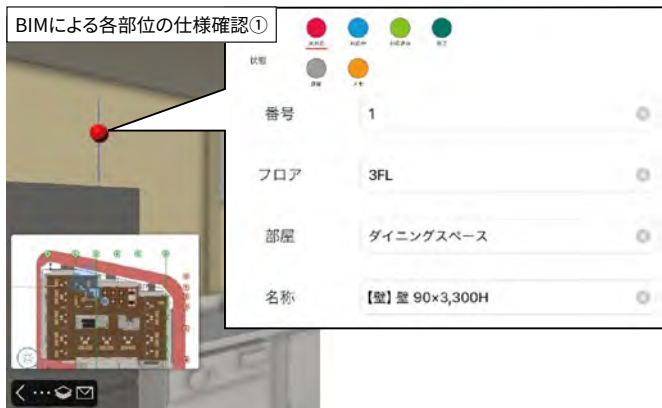 BIMによる各部位の仕様確認①
状態
番号 1
フロア 3FL
部屋 ダイニングスペース
名称 【壁】 壁 90×3,300H